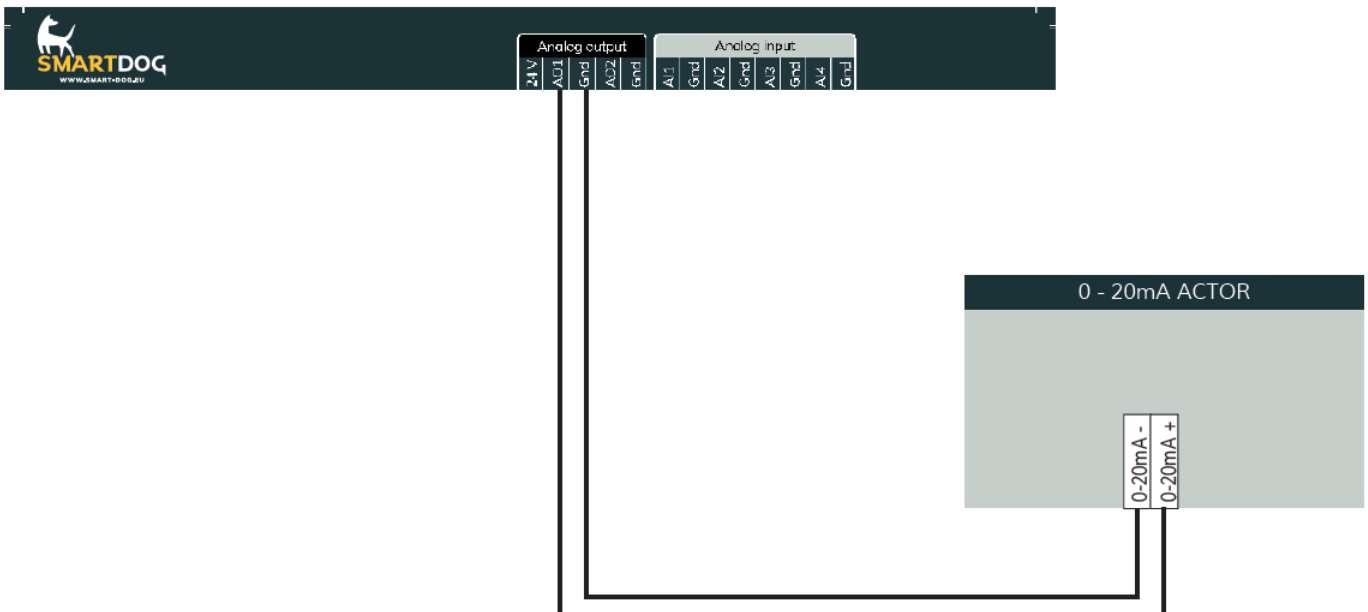 SMARTDOG
WWW.SMART-DOG.EU
Analog output
Analog input
24 V
AO1
Gnd
AO2
Gnd
AI1
Gnd
AI2
Gnd
AI3
Gnd
AI4
Gnd
0 - 20mA ACTOR
0-20mA -
0-20mA +